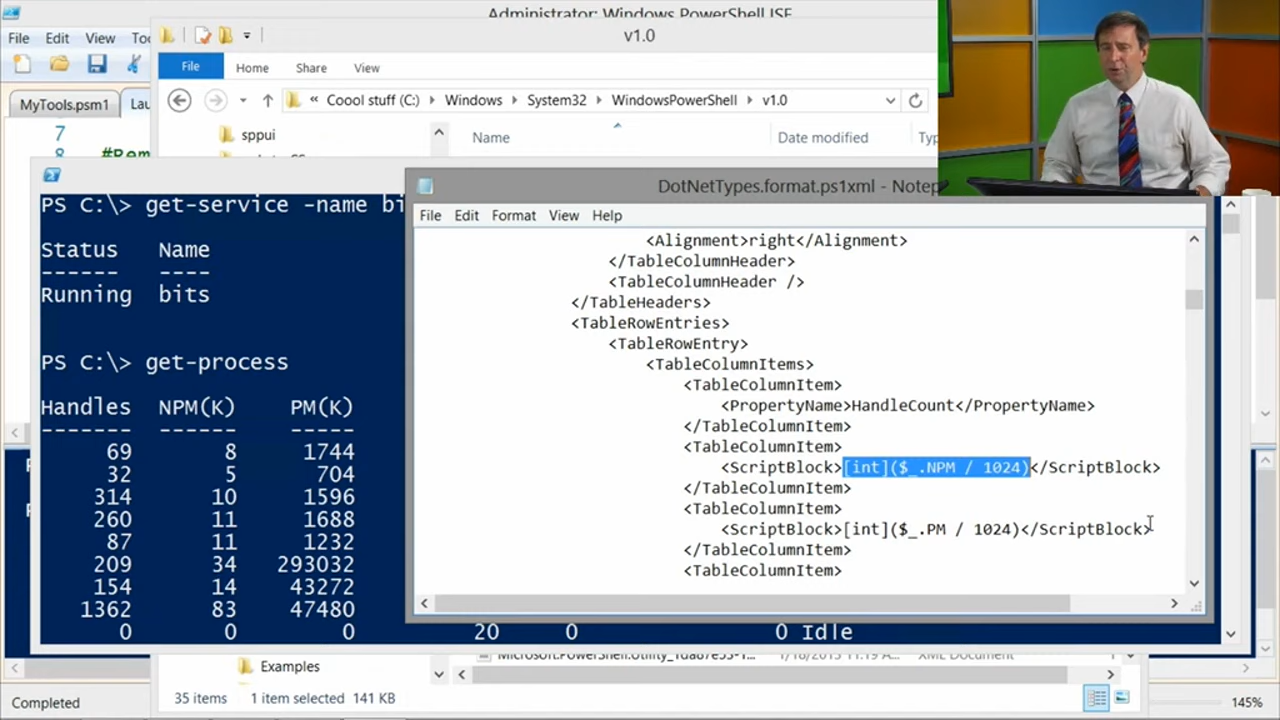 Administrator: Windows PowerShell ISE
File Edit View
v1.0
File Home Share View
Coool stuff (C:) Windows System32 WindowsPowerShell v1.0
MyTools.psm1
sppui
Name Date modified
7
8
DotNetTypes.format.ps1xml - Notep
File Edit Format View Help
PS C:\> get-service -name bi
Status Name
------ ----
Running bits
PS C:\> get-process
Handles NPM(K) PM(K)
------- ------ -----
69 8 1744
32 5 704
314 10 1596
260 11 1688
87 11 1232
209 34 293032
154 14 43272
1362 83 47480
0 0 0 20 0 0 Idle
<Alignment>right</Alignment>
</TableColumnHeader>
<TableColumnHeader />
</TableHeaders>
<TableRowEntries>
<TableRowEntry>
<TableColumnItems>
<TableColumnItem>
<PropertyName>HandleCount</PropertyName>
</TableColumnItem>
<TableColumnItem>
<ScriptBlock>[int]($_.NPM / 1024)</ScriptBlock>
</TableColumnItem>
<TableColumnItem>
<ScriptBlock>[int]($_.PM / 1024)</ScriptBlock>
</TableColumnItem>
<TableColumnItem>
Examples
35 items 1 item selected 141 KB
Completed
145%